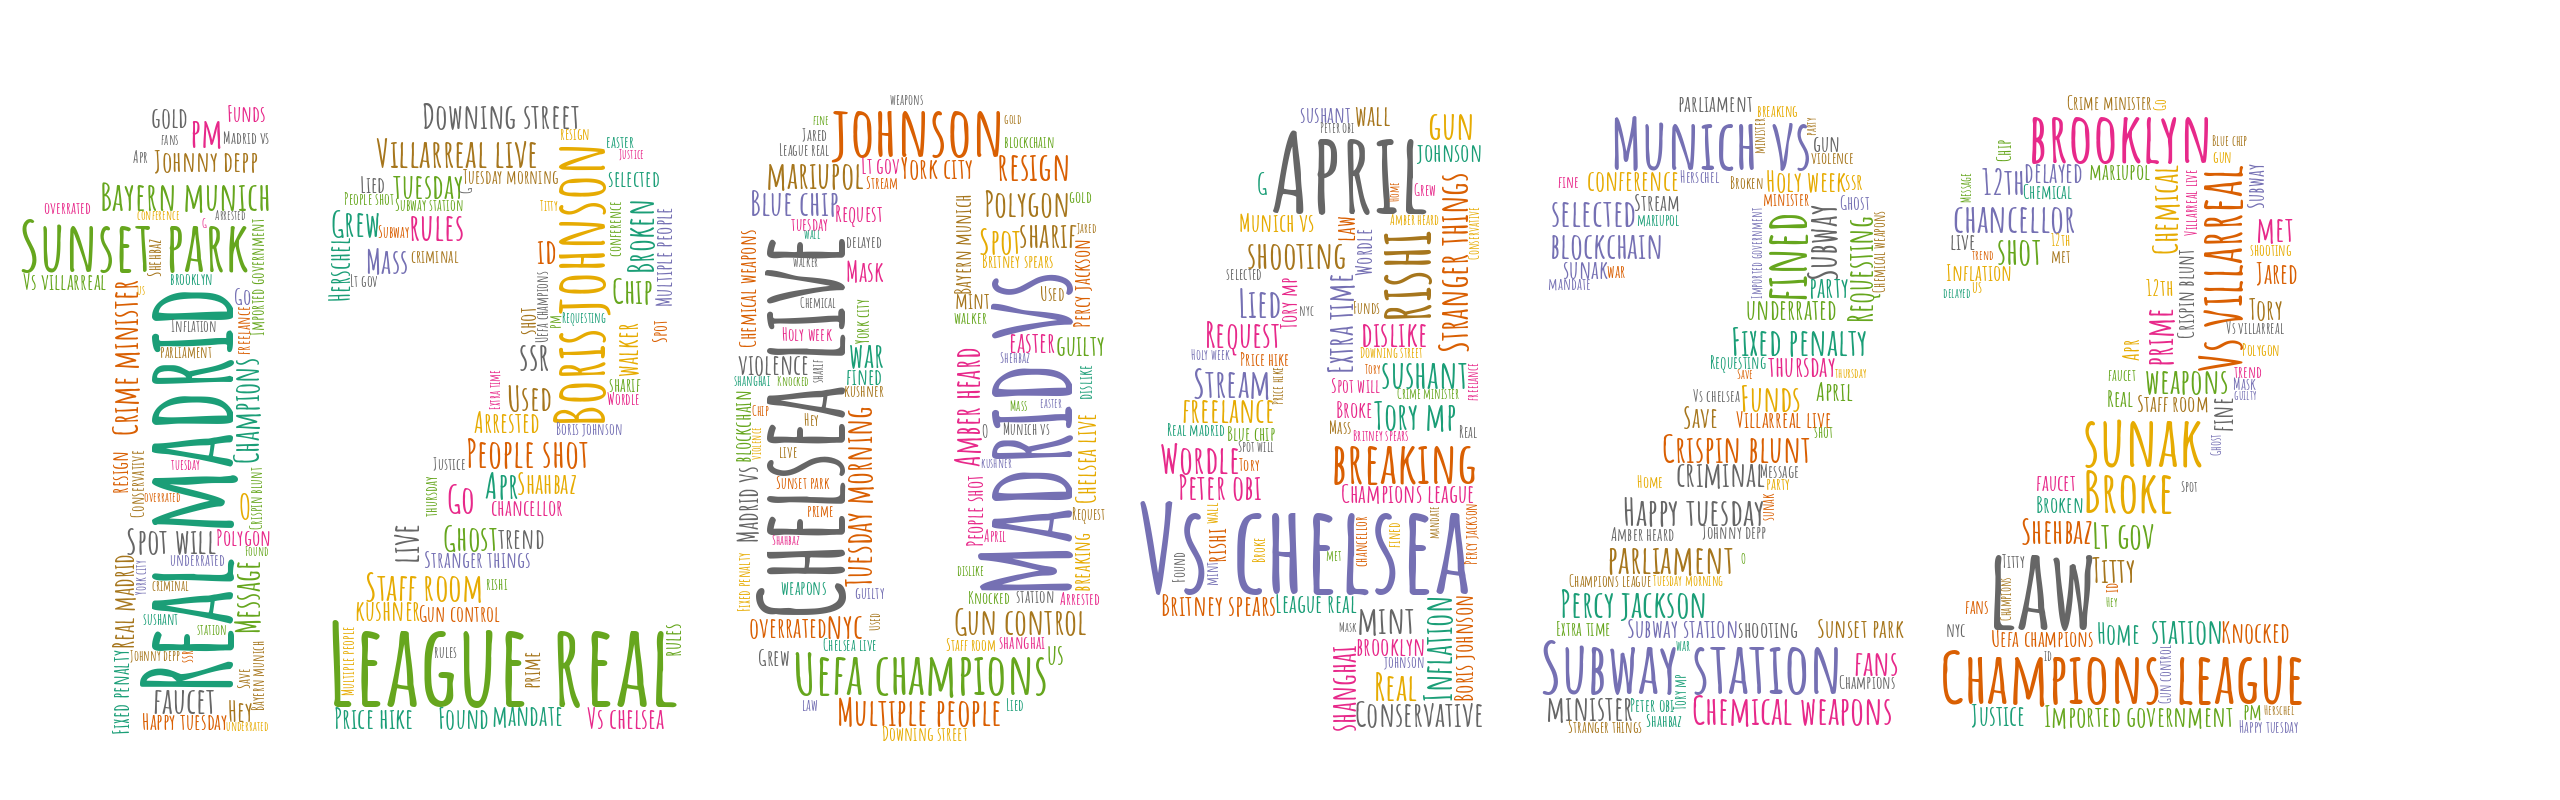 GOLD
PM
FUNDS
FANS
MADRID VS
APR
JOHNNY DEPP
BAYERN MUNICH
OVERRATED
CONFERENCE
ARRESTED
G
SUNSET PARK
SHEHBAZ
IMPORTED GOVERNMENT
VS VILLARREAL
BROOKLYN
US
GO
CRIME MINISTER
REAL MADRID
INFLATION
FREELANCE
PARLIAMENT
CHAMPIONS
TUESDAY
RESIGN
CONSERVATIVE
OVERRATED
O
CRISPIN BLUNT
SPOT WILL
POLYGON
FOUND
UNDERRATED
REAL MADRID
YORK CITY
CRIMINAL
MESSAGE
SUSHANT
STATION
JOHNNY DEPP
SSR
FIXED PENALTY
SAVE
BAYERN MUNICH
FAUCET
HEY
HAPPY TUESDAY
UNDERRATED
DOWNING STREET
RESIGN
EASTER
JUSTICE
VILLARREAL LIVE
BORIS JOHNSON
LIED
TUESDAY
G
TUESDAY MORNING
SELECTED
PEOPLE SHOT
SUBWAY STATION
TITTY
GREW
SUBWAY
RULES
CONFERENCE
BROKEN
MULTIPLE PEOPLE
HERSCHEL
MASS
CRIMINAL
ID
LT GOV
UEFA CHAMPIONS
CHIP
SHOT
PM
REQUESTING
SPOT
WALKER
SSR
EXTRA TIME
USED
SHARIF
WORDLE
ARRESTED
BORIS JOHNSON
PEOPLE SHOT
JUSTICE
THURSDAY
GO
APR
SHAHBAZ
CHANCELLOR
LIVE
GHOST
TREND
STRANGER THINGS
STAFF ROOM
RISHI
KUSHNER
GUN CONTROL
LEAGUE REAL
MULTIPLE PEOPLE
RULES
PRIME
RULES
PRICE HIKE
FOUND
MANDATE
VS CHELSEA
WEAPONS
FINE
JOHNSON
GOLD
JARED
BLOCKCHAIN
LEAGUE REAL
LT GOV
YORK CITY
RESIGN
MARIUPOL
STREAM
BLUE CHIP
REQUEST
BAYERN MUNICH
POLYGON
GOLD
TUESDAY
WALL
CHEMICAL WEAPONS
CHELSEA LIVE
DELAYED
SPOT
SHARIF
JARED
WALKER
MASK
BRITNEY SPEARS
PERCY JACKSON
CHEMICAL
YORK CITY
MINT
USED
WALKER
MADRID VS
HOLY WEEK
VIOLENCE
WAR
EASTER
GUILTY
SHEHBAZ
SHARIF
SHANGHAI
KNOCKED
FINED
KUSHNER
AMBER HEARD
DISLIKE
BLOCKCHAIN
CHIP
HEY
TUESDAY MORNING
MASS
EASTER
VIOLENCE
LIVE
O
MUNICH VS
CHELSEA LIVE
MADRID VS
SUNSET PARK
KUSHNER
PEOPLE SHOT
PRIME
REQUEST
SHAHBAZ
APRIL
FIXED PENALTY
WEAPONS
GUILTY
DISLIKE
BREAKING
KNOCKED
STATION
ARRESTED
OVERRATED
NYC
USED
GUN CONTROL
CHELSEA LIVE
STAFF ROOM
SHANGHAI
GREW
UEFA CHAMPIONS
US
LAW
MULTIPLE PEOPLE
LIED
DOWNING STREET
SUSHANT
WALL
PETER OBI
GUN
APRIL
JOHNSON
G
HOME
GREW
STRANGER THINGS
MUNICH VS
LAW
AMBER HEARD
CONSERVATIVE
SHOOTING
WORDLE
RISHI
SELECTED
LIED
TORY MP
NYC
EXTRA TIME
FUNDS
REQUEST
DISLIKE
HOLY WEEK
PRICE HIKE
DOWNING STREET
STREAM
PRICE HIKE
TORY
SUSHANT
SPOT WILL
CRIME MINISTER
FREELANCE
FREELANCE
BROKE
TORY MP
REAL MADRID
BLUE CHIP
MASS
BRITNEY SPEARS
REAL
SPOT WILL
WORDLE
TORY
BREAKING
PETER OBI
CHAMPIONS LEAGUE
VS CHELSEA
WALL
RISHI
FOUND
MINT
BROKE
MET
CHANCELLOR
FINED
MANDATE
PERCY JACKSON
BRITNEY SPEARS
LEAGUE REAL
MASK
MINT
INFLATION
BORIS JOHNSON
BROOKLYN
JOHNSON
SHANGHAI
REAL
CONSERVATIVE
PARLIAMENT
BREAKING
MUNICH VS
MINISTER
PARTY
GUN
VIOLENCE
FINE
CONFERENCE
HERSCHEL
BROKEN
HOLY WEEK
SSR
SELECTED
STREAM
MINISTER
GHOST
MARIUPOL
IMPORTED GOVERNMENT
FINED
SUBWAY
REQUESTING
CHEMICAL WEAPONS
BLOCKCHAIN
SUNAK
WAR
MANDATE
PARTY
UNDERRATED
FIXED PENALTY
REQUESTING
THURSDAY
THURSDAY
SAVE
VS CHELSEA
FUNDS
APRIL
SAVE
VILLARREAL LIVE
SHOT
CRISPIN BLUNT
CRIMINAL
MESSAGE
HOME
PARTY
HAPPY TUESDAY
SUNAK
AMBER HEARD
JOHNNY DEPP
PARLIAMENT
O
CHAMPIONS LEAGUE
TUESDAY MORNING
PERCY JACKSON
EXTRA TIME
SUBWAY STATION
SHOOTING
SUNSET PARK
WAR
SUBWAY STATION
FANS
CHAMPIONS
MINISTER
PETER OBI
TORY MP
CHEMICAL WEAPONS
SHAHBAZ
STRANGER THINGS
CRIME MINISTER
GO
BROOKLYN
BLUE CHIP
CHIP
GUN
MESSAGE
12TH
DELAYED
MARIUPOL
CHEMICAL
CHEMICAL
VILLARREAL LIVE
VS VILLARREAL
SUBWAY
CHANCELLOR
MET
LIVE
SHOT
12TH
TREND
MET
SHOOTING
INFLATION
CRISPIN BLUNT
JARED
US
DELAYED
12TH
TORY
PRIME
VS VILLARREAL
APR
POLYGON
FAUCET
WEAPONS
TREND
MASK
GUILTY
REAL
STAFF ROOM
FINE
SUNAK
GHOST
FAUCET
BROKE
SPOT
BROKEN
SHEHBAZ
LT GOV
LAW
TITTY
TITTY
CHAMPIONS
ID
HEY
FANS
NYC
UEFA CHAMPIONS
HOME
STATION
KNOCKED
ID
GUN CONTROL
CHAMPIONS LEAGUE
JUSTICE
IMPORTED GOVERNMENT
PM
HERSCHEL
HAPPY TUESDAY